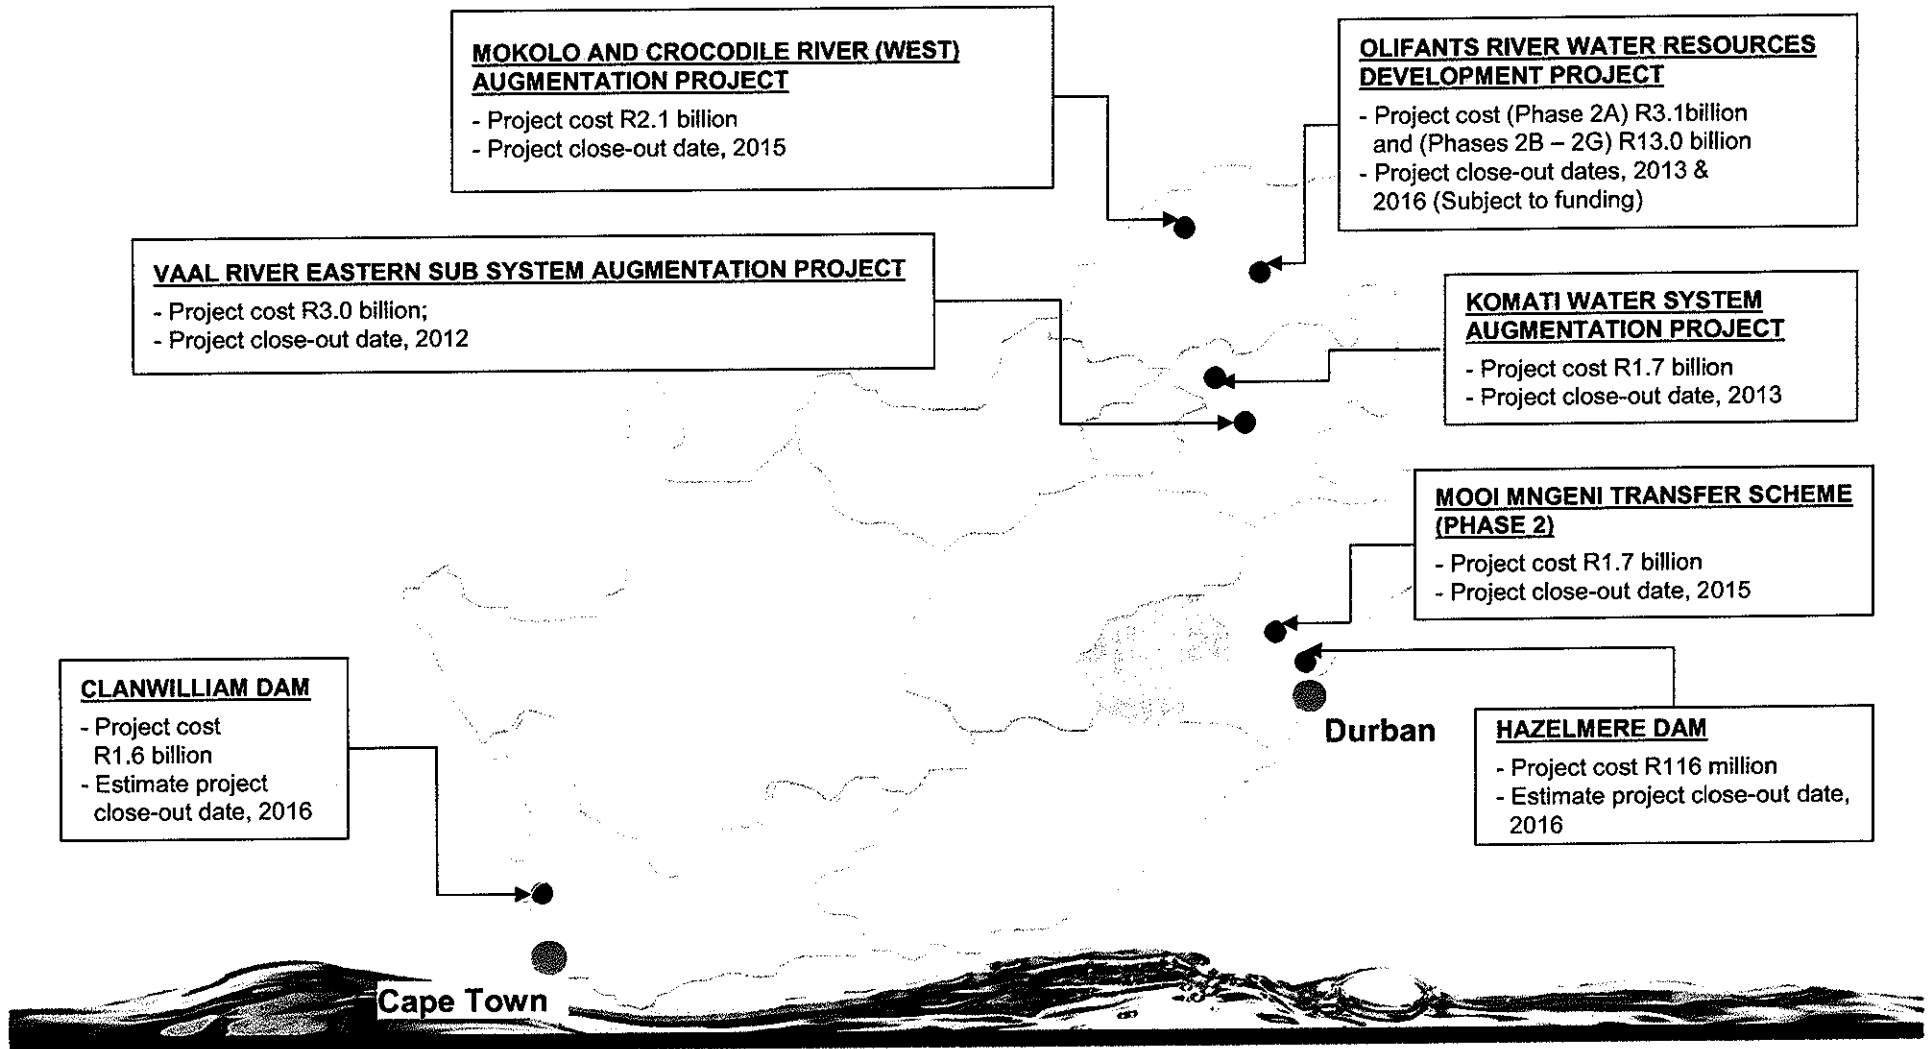 MOKOLO AND CROCODILE RIVER (WEST)
AUGMENTATION PROJECT
- Project cost R2.1 billion
- Project close-out date, 2015
OLIFANTS RIVER WATER RESOURCES
DEVELOPMENT PROJECT
- Project cost (Phase 2A) R3.1billion
and (Phases 2B – 2G) R13.0 billion
- Project close-out dates, 2013 &
2016 (Subject to funding)
VAAL RIVER EASTERN SUB SYSTEM AUGMENTATION PROJECT
- Project cost R3.0 billion;
- Project close-out date, 2012
KOMATI WATER SYSTEM
AUGMENTATION PROJECT
- Project cost R1.7 billion
- Project close-out date, 2013
MOOI MNGENI TRANSFER SCHEME
(PHASE 2)
- Project cost R1.7 billion
- Project close-out date, 2015
CLANWILLIAM DAM
- Project cost
R1.6 billion
- Estimate project
close-out date, 2016
Durban
HAZELMERE DAM
- Project cost R116 million
- Estimate project close-out date,
2016
Cape Town